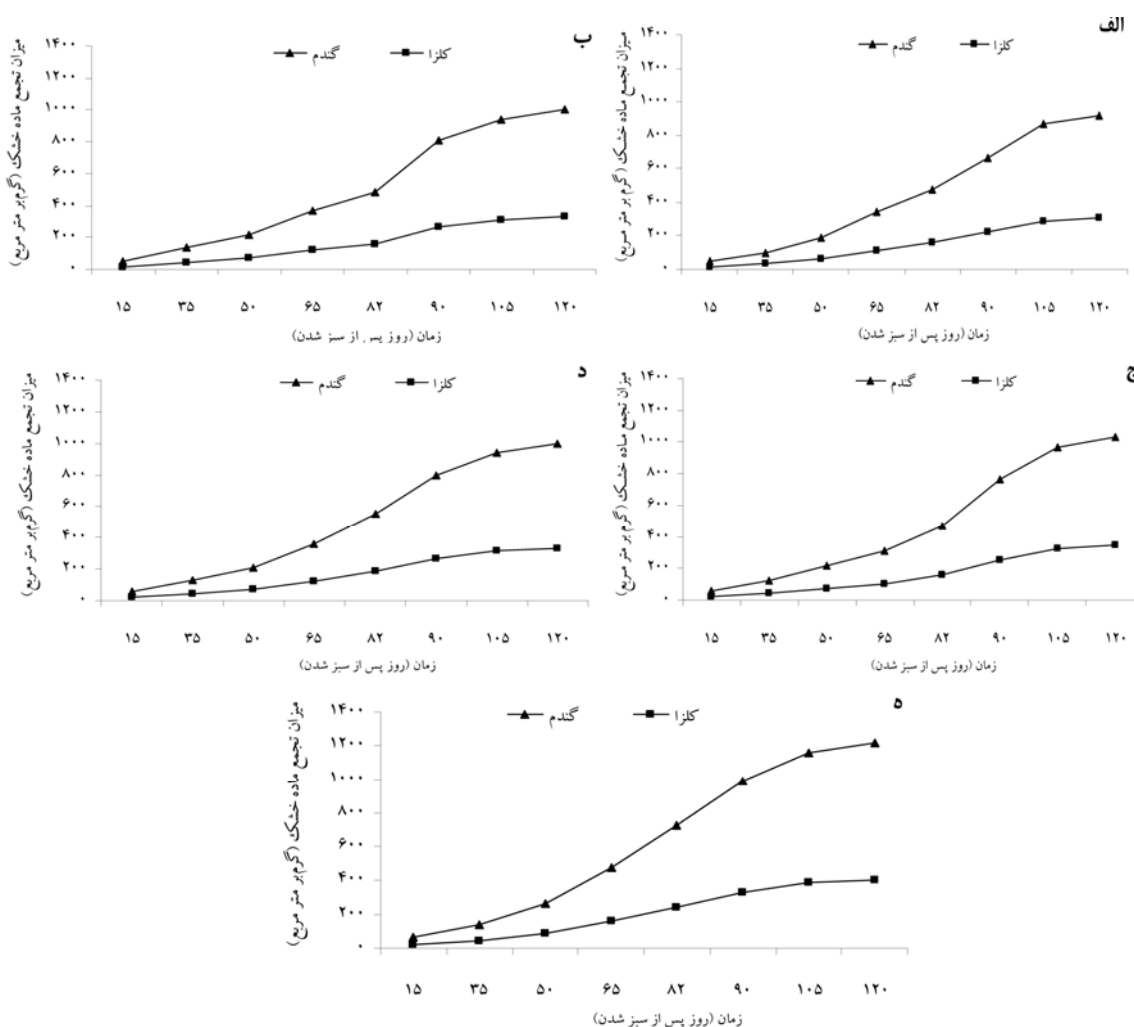 الف
گندم کلزا
میزان تجمع ماده خشک (گرم‌بر متر مربع)
۱۴۰۰
۱۲۰۰
۱۰۰۰
۸۰۰
۶۰۰
۴۰۰
۲۰۰
۰
۱۵ ۳۵ ۵۰ ۶۵ ۸۲ ۹۰ ۱۰۵ ۱۲۰
زمان (روز پس از سبز شدن)
ب
گندم کلزا
میزان تجمع ماده خشک (گرم‌بر متر مربع)
۱۴۰۰
۱۲۰۰
۱۰۰۰
۸۰۰
۶۰۰
۴۰۰
۲۰۰
۰
۱۵ ۳۵ ۵۰ ۶۵ ۸۲ ۹۰ ۱۰۵ ۱۲۰
زمان (روز پس از سبز شدن)
ج
گندم کلزا
میزان تجمع ماده خشک (گرم‌بر متر مربع)
۱۴۰۰
۱۲۰۰
۱۰۰۰
۸۰۰
۶۰۰
۴۰۰
۲۰۰
۰
۱۵ ۳۵ ۵۰ ۶۵ ۸۲ ۹۰ ۱۰۵ ۱۲۰
زمان (روز پس از سبز شدن)
د
گندم کلزا
میزان تجمع ماده خشک (گرم‌بر متر مربع)
۱۴۰۰
۱۲۰۰
۱۰۰۰
۸۰۰
۶۰۰
۴۰۰
۲۰۰
۰
۱۵ ۳۵ ۵۰ ۶۵ ۸۲ ۹۰ ۱۰۵ ۱۲۰
زمان (روز پس از سبز شدن)
ه
گندم کلزا
میزان تجمع ماده خشک (گرم‌بر متر مربع)
۱۴۰۰
۱۲۰۰
۱۰۰۰
۸۰۰
۶۰۰
۴۰۰
۲۰۰
۰
۱۵ ۳۵ ۵۰ ۶۵ ۸۲ ۹۰ ۱۰۵ ۱۲۰
زمان (روز پس از سبز شدن)